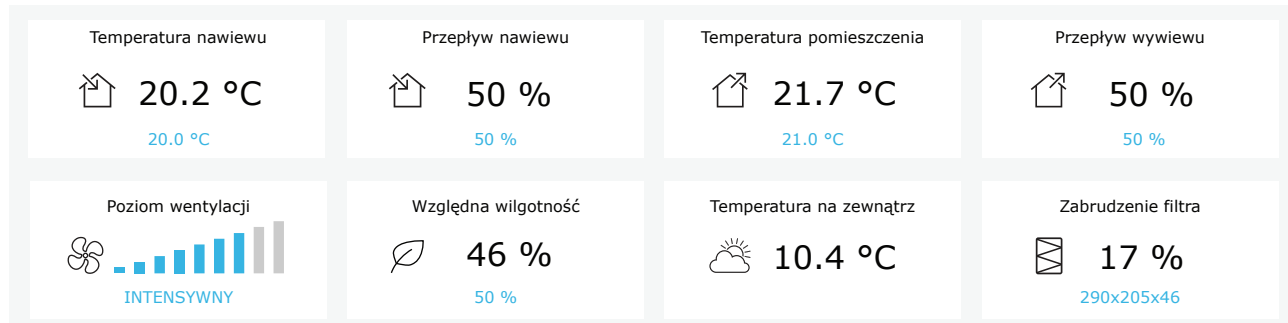 Temperatura nawiewu
20.2 °C
20.0 °C
Przepływ nawiewu
50 %
50 %
Temperatura pomieszczenia
21.7 °C
21.0 °C
Przepływ wywiewu
50 %
50 %
Poziom wentylacji
INTENSYWNY
Względna wilgotność
46 %
50 %
Temperatura na zewnątrz
10.4 °C
Zabrudzenie filtra
17 %
290x205x46